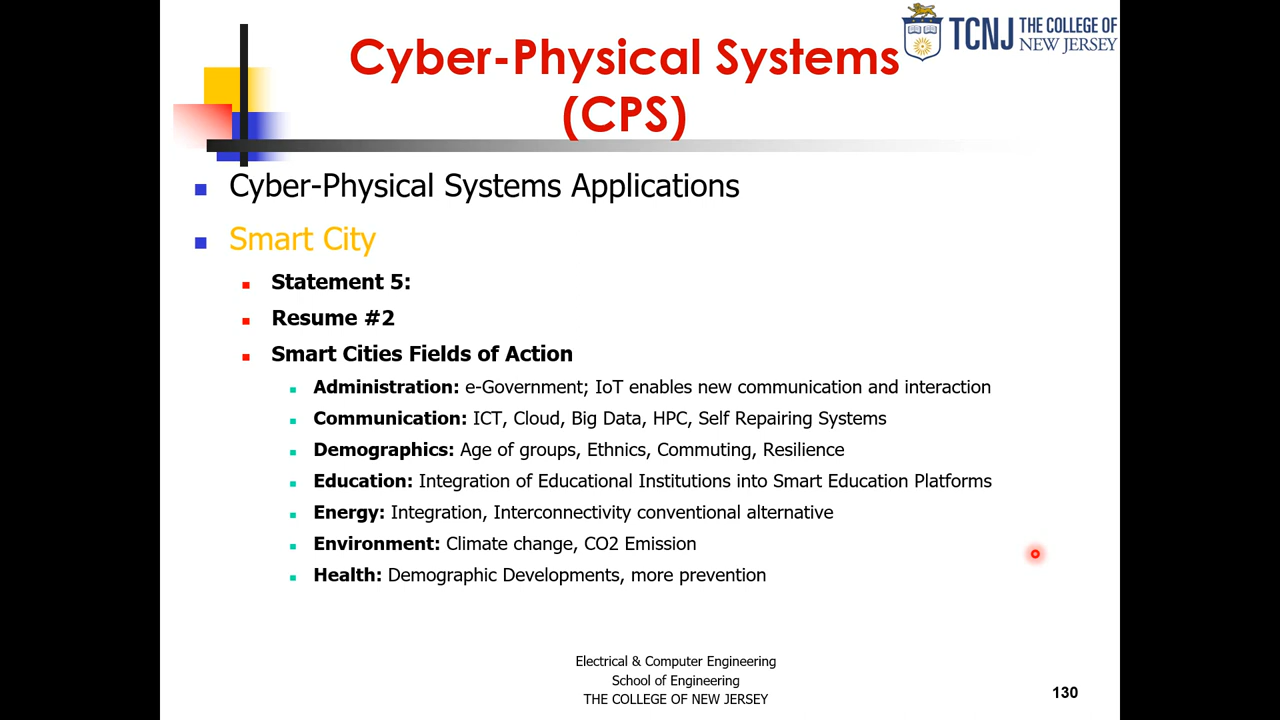 TCNJ THE COLLEGE OF
NEW JERSEY
Cyber-Physical Systems
(CPS)
Cyber-Physical Systems Applications
Smart City
Statement 5:
Resume #2
Smart Cities Fields of Action
Administration: e-Government; IoT enables new communication and interaction
Communication: ICT, Cloud, Big Data, HPC, Self Repairing Systems
Demographics: Age of groups, Ethnics, Commuting, Resilience
Education: Integration of Educational Institutions into Smart Education Platforms
Energy: Integration, Interconnectivity conventional alternative
Environment: Climate change, CO2 Emission
Health: Demographic Developments, more prevention
Electrical & Computer Engineering
School of Engineering
THE COLLEGE OF NEW JERSEY
130